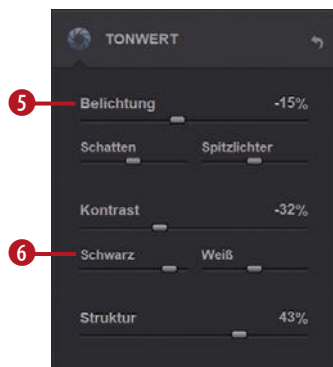 TONWERT
5 Belichtung -15%
Schatten Spitzlichter
Kontrast -32%
6 Schwarz Weiß
Struktur 43%